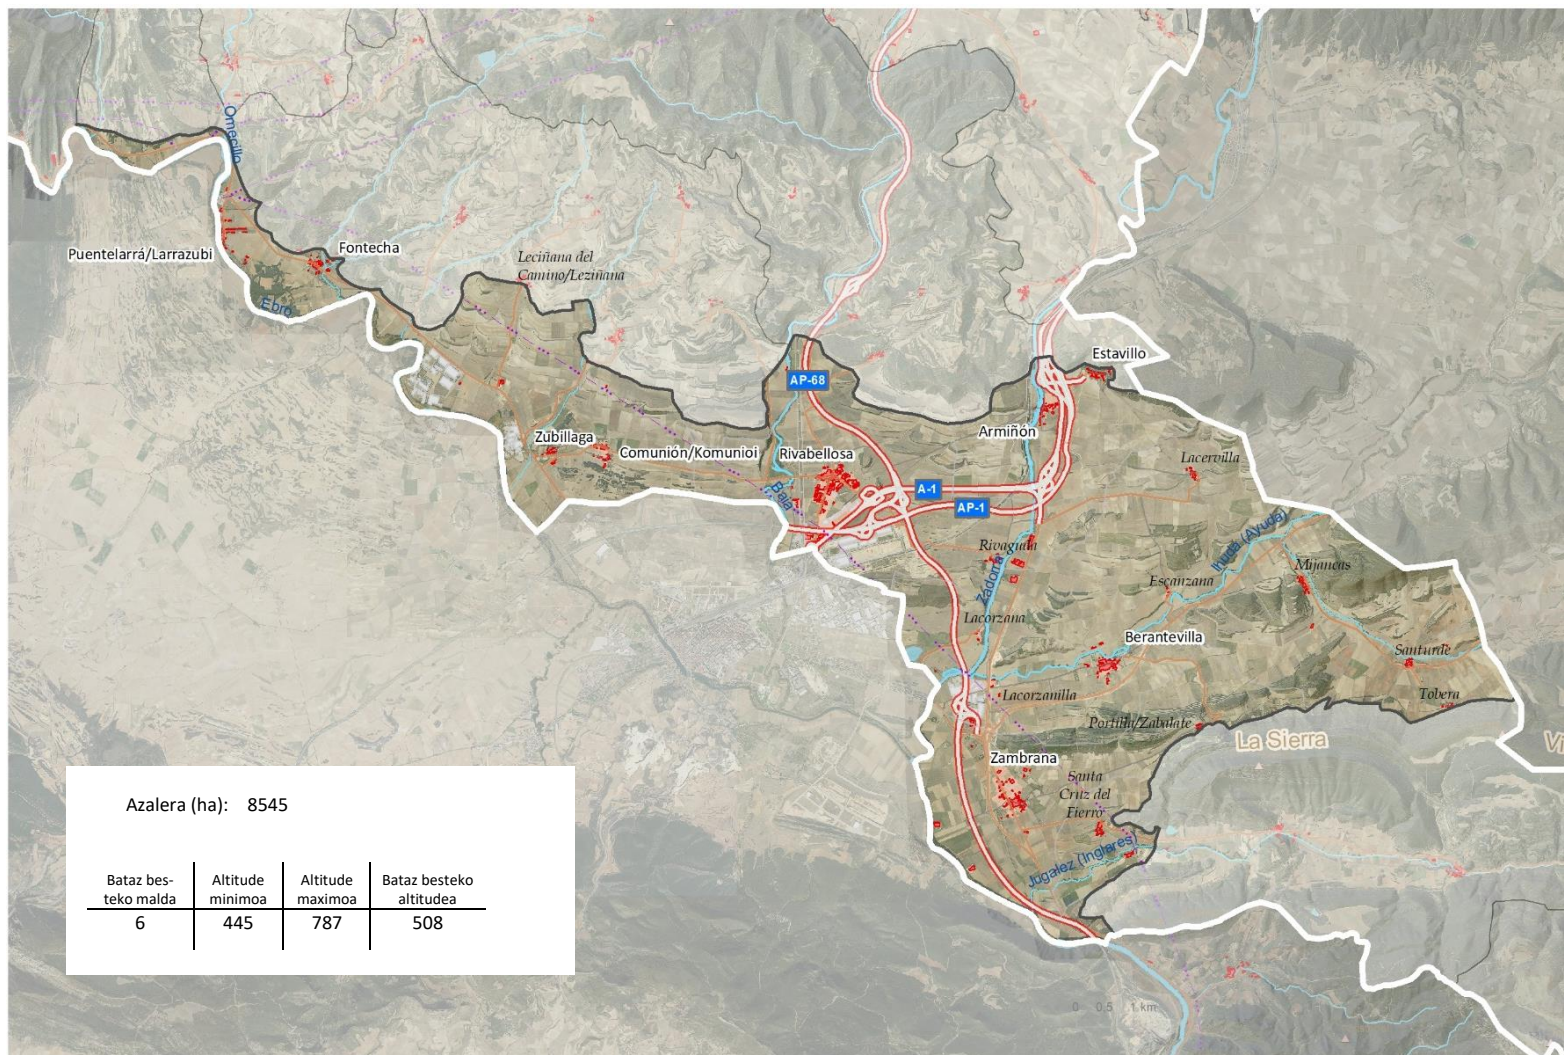 Omecillo
Puentelarrá/Larrazubi
Fontecha
Ebro
Leciñana del
Camino/Leziñana
AP-68
Estavillo
Armiñón
Zubillaga
Comunión/Komunioi
Rivabellosa
Lacervilla
A-1
AP-1
Baia
Rivaguda
Zadorra
Ihuda (Ayuda)
Mijancas
Escanzana
Lacorzana
Berantevilla
Santurde
Lacorzanilla
Tobera
Portilla/Zabalate
La Sierra
Vi
Zambrana
Santa
Cruz del
Fierro
Jugalez (Inglares)
Azalera (ha): 8545
Bataz bes-
teko malda
Altitude
minimoa
Altitude
maximoa
Bataz besteko
altitudea
6 445 787 508
0 0,5 1 km